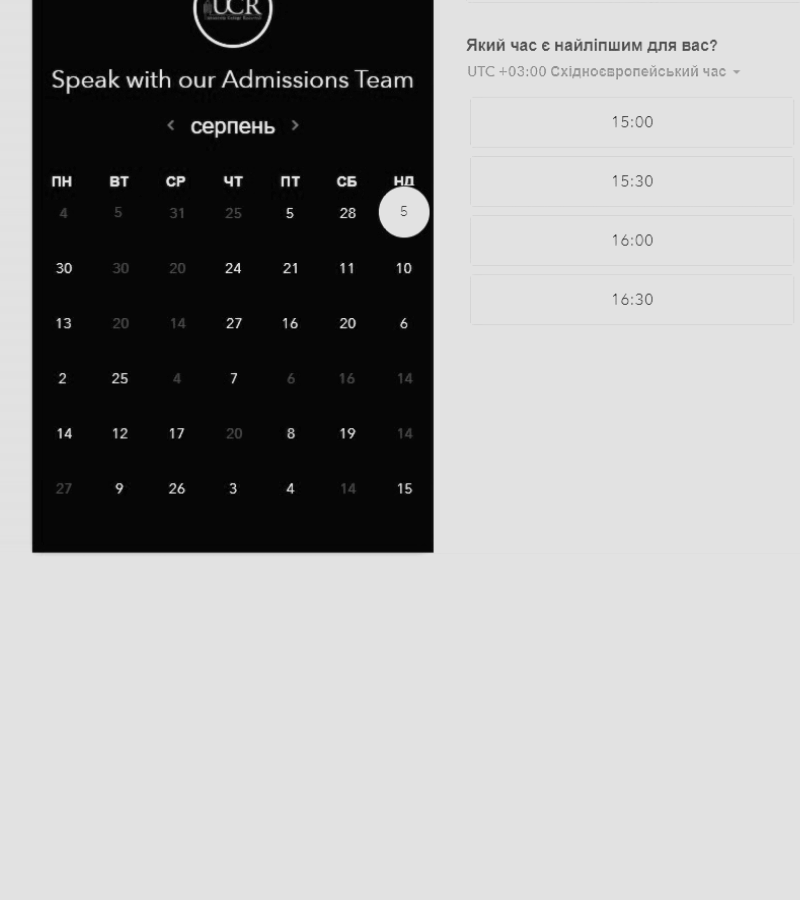 UCR
Speak with our Admissions Team
серпень
ПН ВТ СР ЧТ ПТ СБ НД
4 5 31 25 5 28 5
30 30 20 24 21 11 10
13 20 14 27 16 20 6
2 25 4 7 6 16 14
14 12 17 20 8 19 14
27 9 26 3 4 14 15
Який час є найліпшим для вас?
UTC +03:00 Східноєвропейський час
15:00
15:30
16:00
16:30